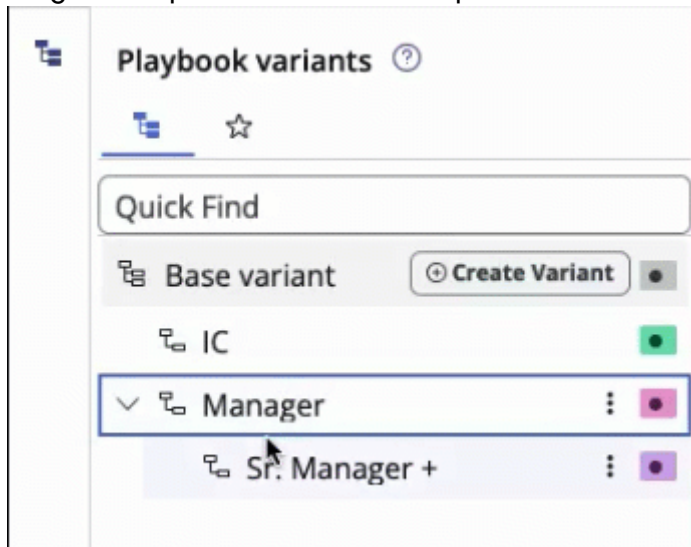 Playbook variants
Quick Find
Base variant Create Variant
IC
Manager
Sr. Manager +